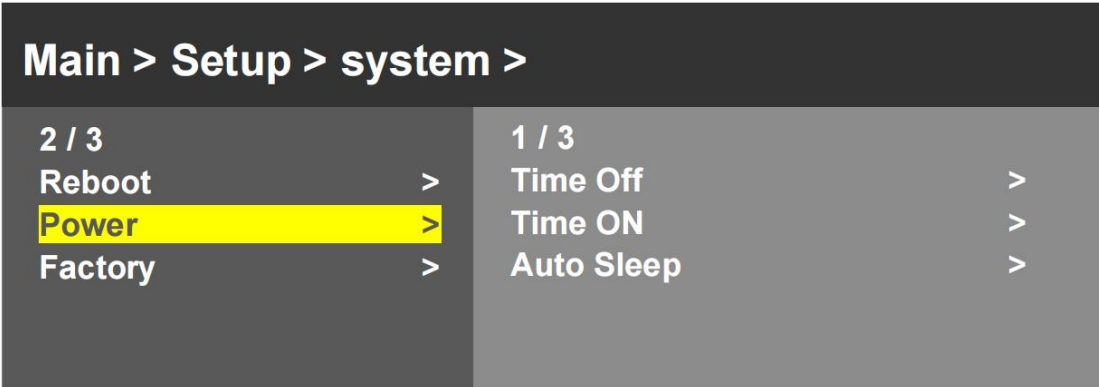 Main > Setup > system >
2 / 3
Reboot >
Power >
Factory >
1 / 3
Time Off >
Time ON >
Auto Sleep >